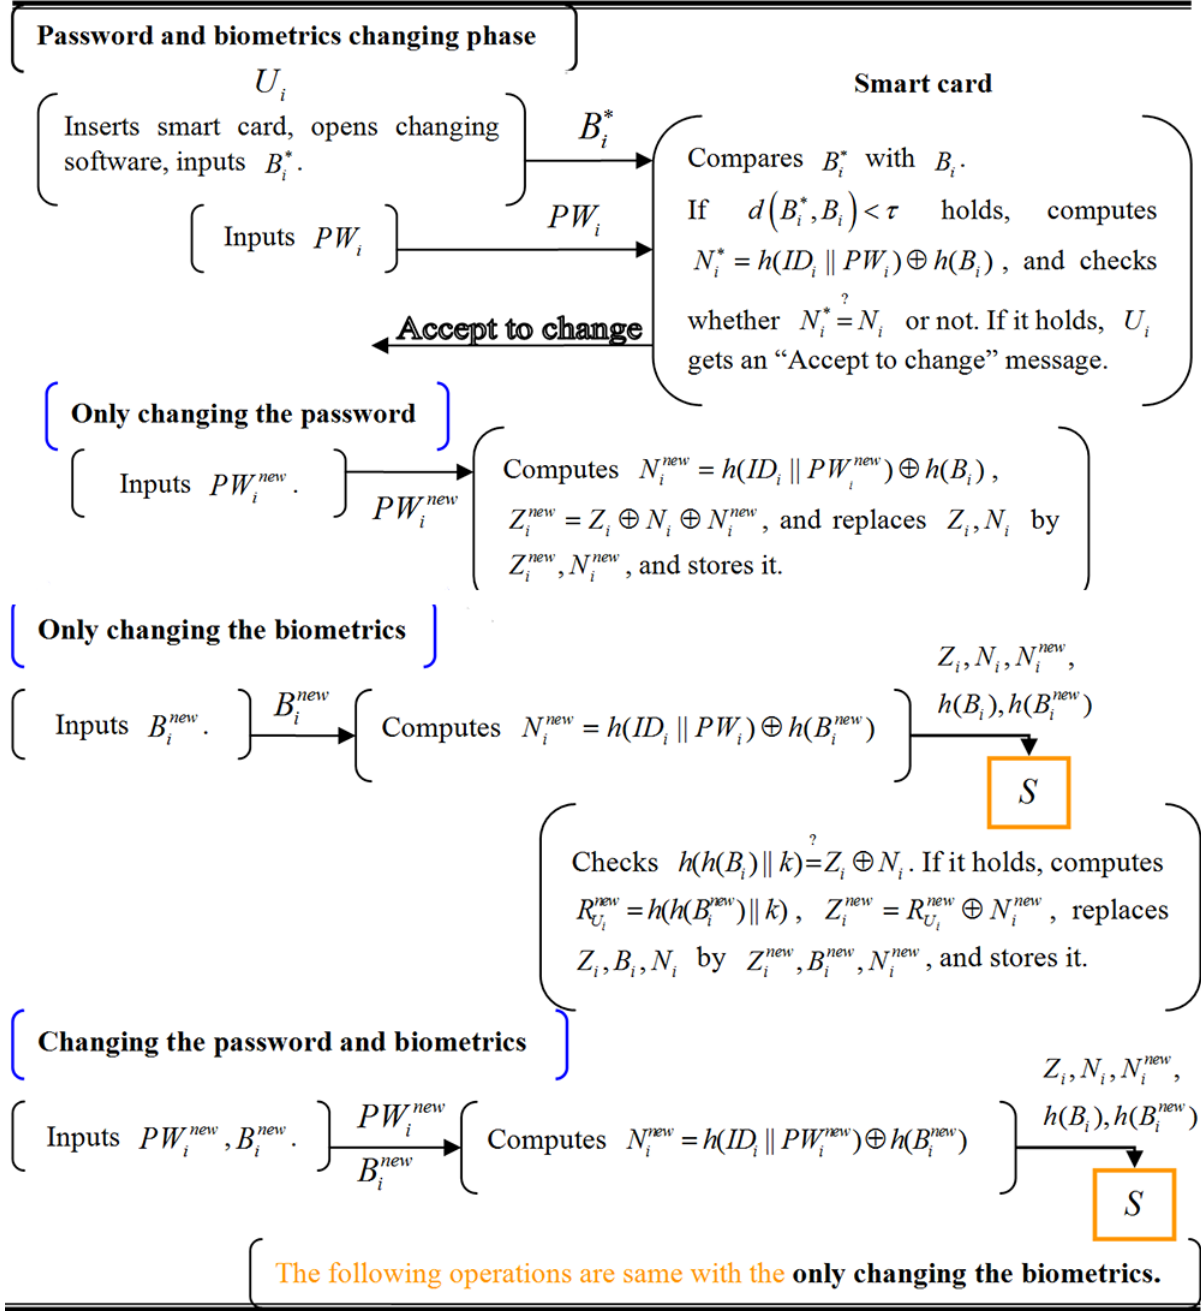 Password and biometrics changing phase
U_i
Smart card
Inserts smart card, opens changing
software, inputs B_i^*.
B_i^*
Inputs PW_i
PW_i
Compares B_i^* with B_i.
If d(B_i^*, B_i) < τ holds, computes
N_i^* = h(ID_i || PW_i) ⊕ h(B_i), and checks
whether N_i^* ?= N_i or not. If it holds, U_i
gets an “Accept to change” message.
Accept to change
Only changing the password
Inputs PW_i^{new}.
PW_i^{new}
Computes N_i^{new} = h(ID_i || PW_i^{new}) ⊕ h(B_i),
Z_i^{new} = Z_i ⊕ N_i ⊕ N_i^{new}, and replaces Z_i, N_i by
Z_i^{new}, N_i^{new}, and stores it.
Only changing the biometrics
Inputs B_i^{new}.
B_i^{new}
Computes N_i^{new} = h(ID_i || PW_i) ⊕ h(B_i^{new})
Z_i, N_i, N_i^{new},
h(B_i), h(B_i^{new})
S
Checks h(h(B_i) || k) ?= Z_i ⊕ N_i. If it holds, computes
R_{U_i}^{new} = h(h(B_i^{new}) || k), Z_i^{new} = R_{U_i}^{new} ⊕ N_i^{new}, replaces
Z_i, B_i, N_i by Z_i^{new}, B_i^{new}, N_i^{new}, and stores it.
Changing the password and biometrics
Inputs PW_i^{new}, B_i^{new}.
PW_i^{new}
B_i^{new}
Computes N_i^{new} = h(ID_i || PW_i^{new}) ⊕ h(B_i^{new})
Z_i, N_i, N_i^{new},
h(B_i), h(B_i^{new})
S
The following operations are same with the only changing the biometrics.